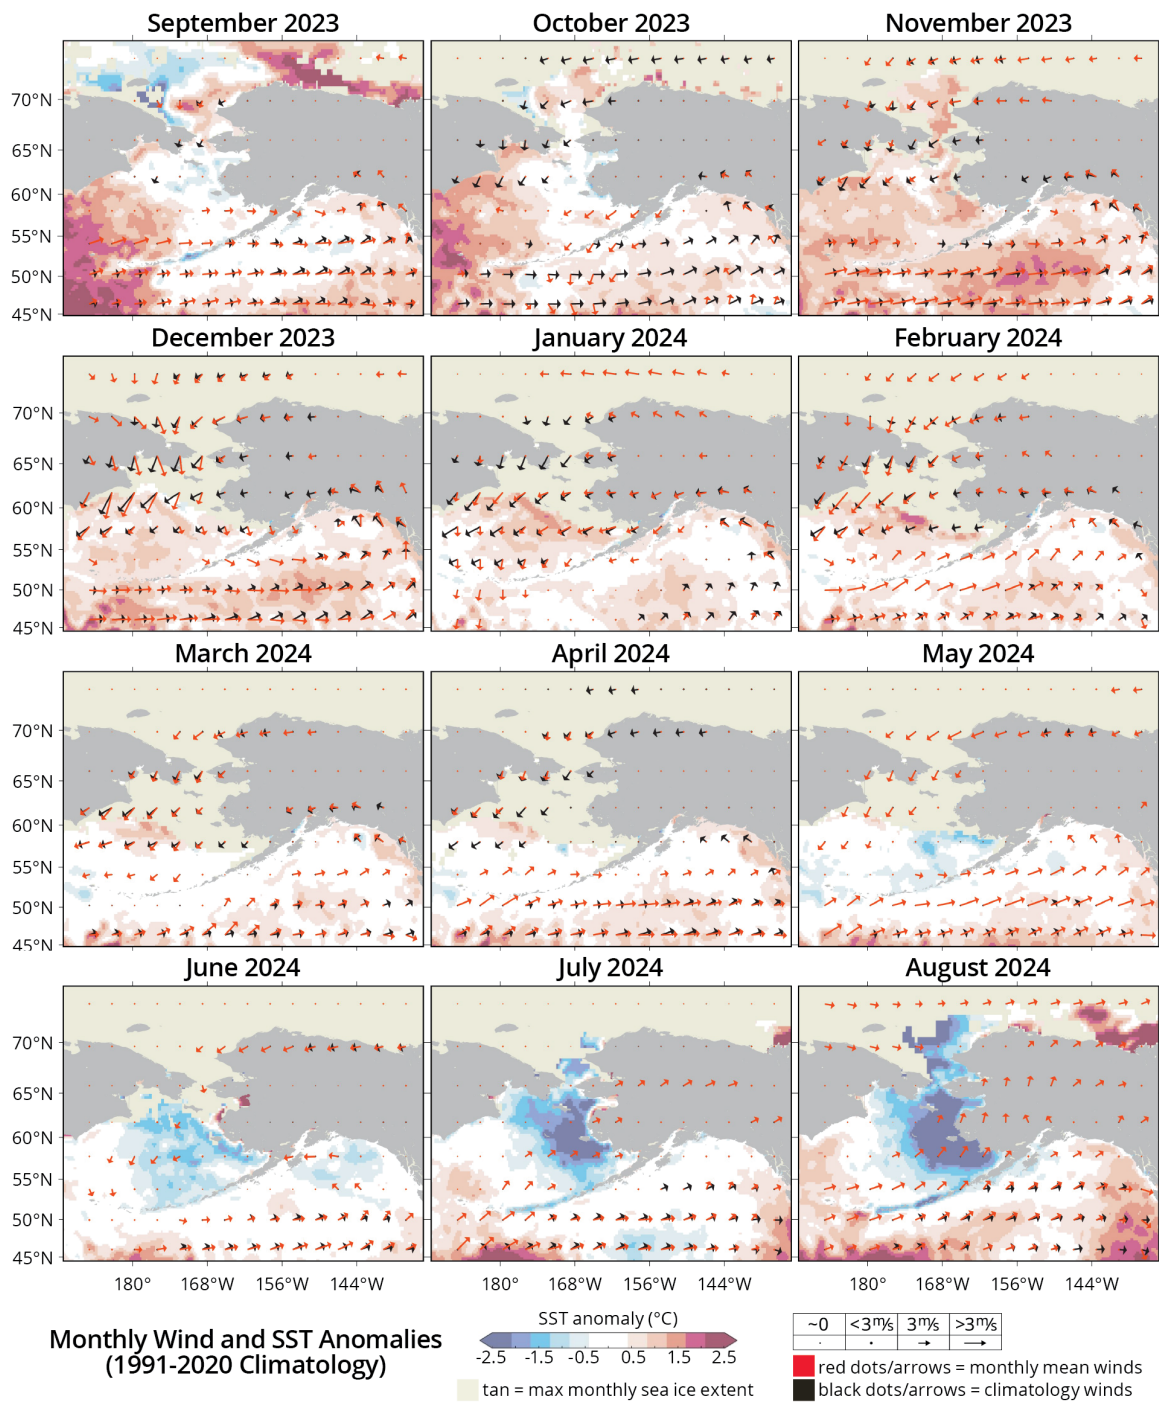 September 2023
October 2023
November 2023
70°N
65°N
60°N
55°N
50°N
45°N
December 2023
January 2024
February 2024
70°N
65°N
60°N
55°N
50°N
45°N
March 2024
April 2024
May 2024
70°N
65°N
60°N
55°N
50°N
45°N
June 2024
July 2024
August 2024
70°N
65°N
60°N
55°N
50°N
45°N
180° 168°W 156°W 144°W
180° 168°W 156°W 144°W
180° 168°W 156°W 144°W
Monthly Wind and SST Anomalies
(1991-2020 Climatology)
SST anomaly (°C)
-2.5 -1.5 -0.5 0.5 1.5 2.5
tan = max monthly sea ice extent
~0 <3m/s 3m/s >3m/s
red dots/arrows = monthly mean winds
black dots/arrows = climatology winds